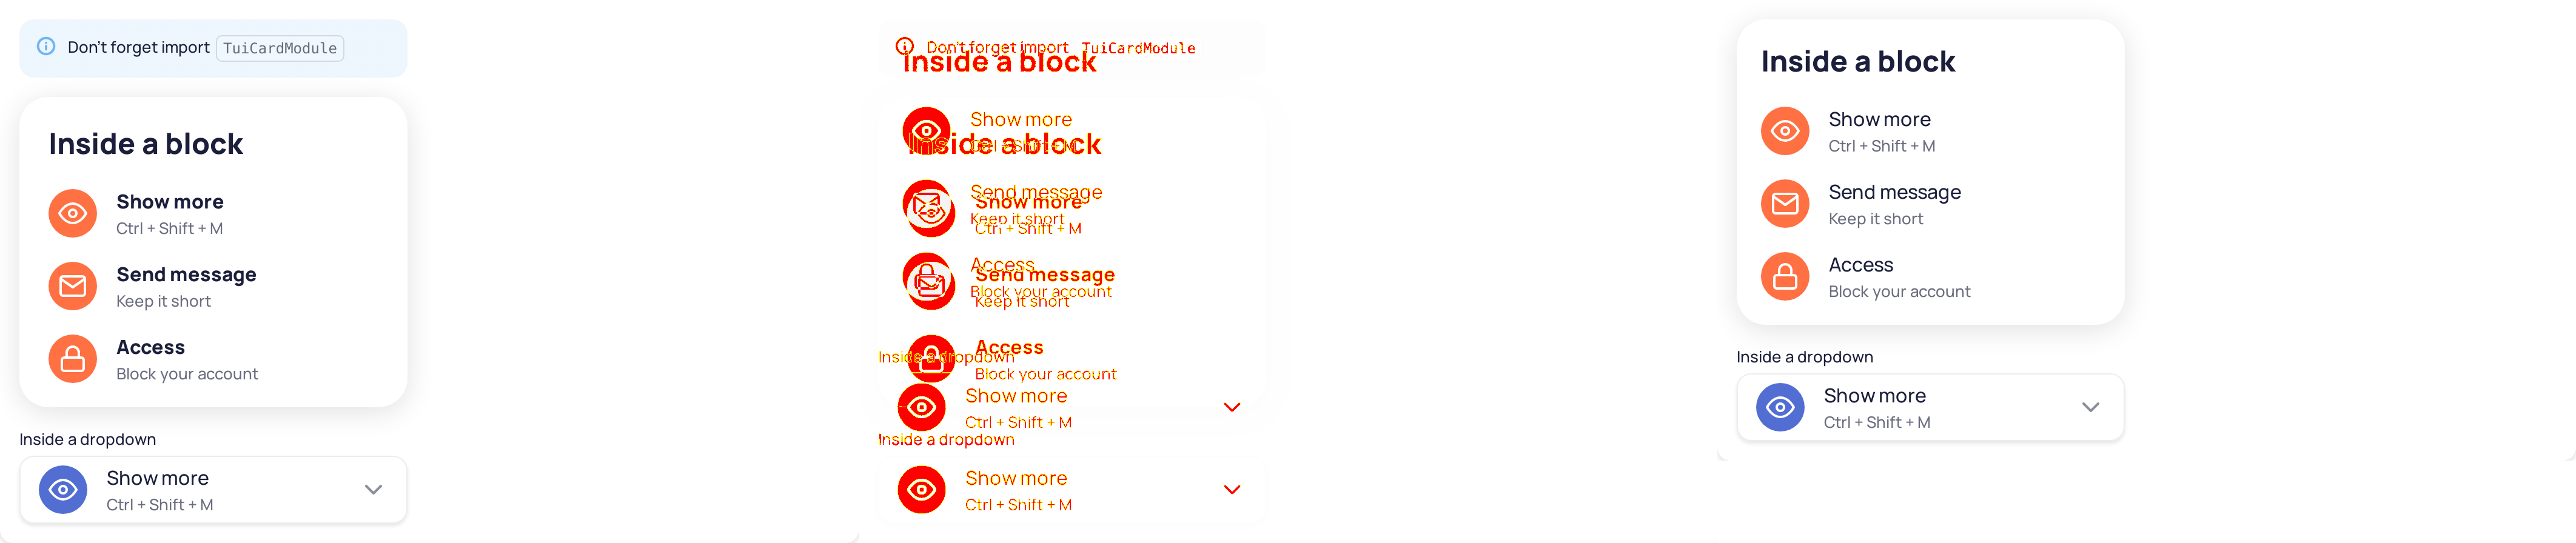 Don't forget import TuiCardModule
Inside a block
Show more
Ctrl + Shift + M
Send message
Keep it short
Access
Block your account
Inside a dropdown
Show more
Ctrl + Shift + M
Don't forget import TuiCardModule
Inside a block
Show more
Ctrl + Shift + M
Inside a block
Send message
Show more
Keep it short
Ctrl + Shift + M
Access
Send message
Block your account
Keep it short
Access
Inside a dropdown
Block your account
Show more
Ctrl + Shift + M
Inside a dropdown
Show more
Ctrl + Shift + M
Inside a block
Show more
Ctrl + Shift + M
Send message
Keep it short
Access
Block your account
Inside a dropdown
Show more
Ctrl + Shift + M